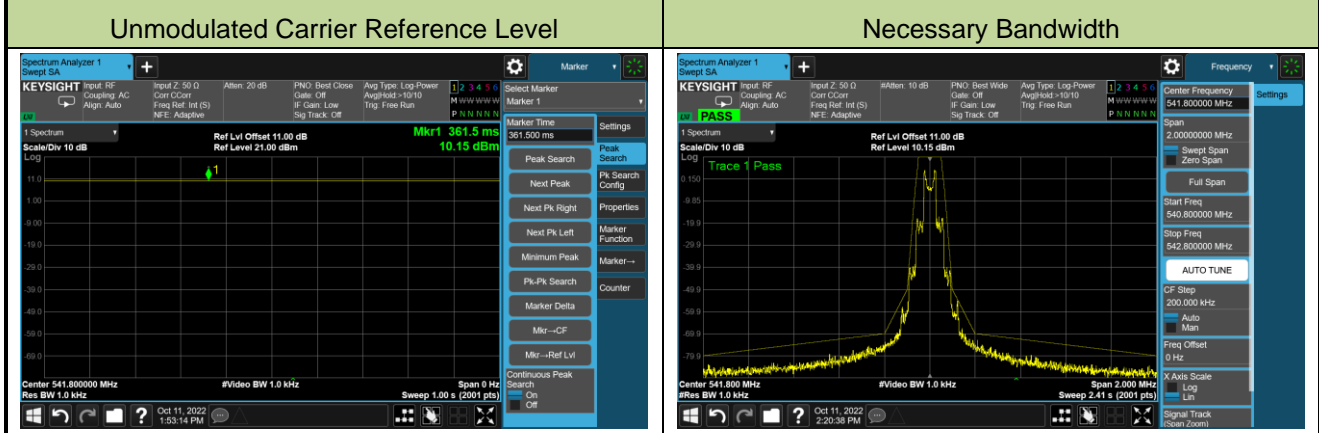 Unmodulated Carrier Reference Level
Necessary Bandwidth
Spectrum Analyzer 1
Swept SA
+
Marker
KEYSIGHT
Input: RF
Coupling: AC
Align: Auto
Input Z: 50 Ω
Corr CCorr
Freq Ref: Int (S)
NFE: Adaptive
Atten: 20 dB
PNO: Best Close
Gate: Off
IF Gain: Low
Sig Track: Off
Avg Type: Log-Power
Avg|Hold:>10/10
Trig: Free Run
1 2 3 4 5 6
M W W W W W
P N N N N N
Select Marker
Marker 1
1 Spectrum
Scale/Div 10 dB
Log
Ref Lvl Offset 11.00 dB
Ref Level 21.00 dBm
Mkr1 361.5 ms
10.15 dBm
1
11.0
1.00
-9.00
-19.0
-29.0
-39.0
-49.0
-59.0
-69.0
Center 541.800000 MHz
Res BW 1.0 kHz
#Video BW 1.0 kHz
Span 0 Hz
Sweep 1.00 s (2001 pts)
Marker Time
361.500 ms
Peak Search
Next Peak
Next Pk Right
Next Pk Left
Minimum Peak
Pk-Pk Search
Marker Delta
Mkr→CF
Mkr→Ref Lvl
Continuous Peak
Search
On
Off
Settings
Peak
Search
Pk Search
Config
Properties
Marker
Function
Marker→
Counter
?
Oct 11, 2022
1:53:14 PM
Spectrum Analyzer 1
Swept SA
+
Frequency
KEYSIGHT
Input: RF
Coupling: AC
Align: Auto
PASS
Input Z: 50 Ω
Corr CCorr
Freq Ref: Int (S)
NFE: Adaptive
#Atten: 10 dB
PNO: Best Wide
Gate: Off
IF Gain: Low
Sig Track: Off
Avg Type: Log-Power
Avg|Hold:>10/10
Trig: Free Run
1 2 3 4 5 6
M W W W W W
P N N N N N
1 Spectrum
Scale/Div 10 dB
Log
Ref Lvl Offset 11.00 dB
Ref Level 10.15 dBm
Trace 1 Pass
0.150
-9.85
-19.9
-29.9
-39.9
-49.9
-59.9
-69.9
-79.9
Center 541.800 MHz
#Res BW 1.0 kHz
#Video BW 1.0 kHz
Span 2.000 MHz
Sweep 2.41 s (2001 pts)
Center Frequency
541.800000 MHz
Span
2.00000000 MHz
Swept Span
Zero Span
Full Span
Start Freq
540.800000 MHz
Stop Freq
542.800000 MHz
AUTO TUNE
CF Step
200.000 kHz
Auto
Man
Freq Offset
0 Hz
X Axis Scale
Log
Lin
Signal Track
(Span Zoom)
Settings
?
Oct 11, 2022
2:20:38 PM